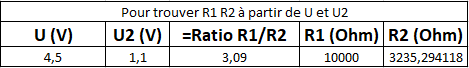 Pour trouver R1 R2 à partir de U et U2
U (V) U2 (V) =Ratio R1/R2 R1 (Ohm) R2 (Ohm)
4,5 1,1 3,09 10000 3235,294118